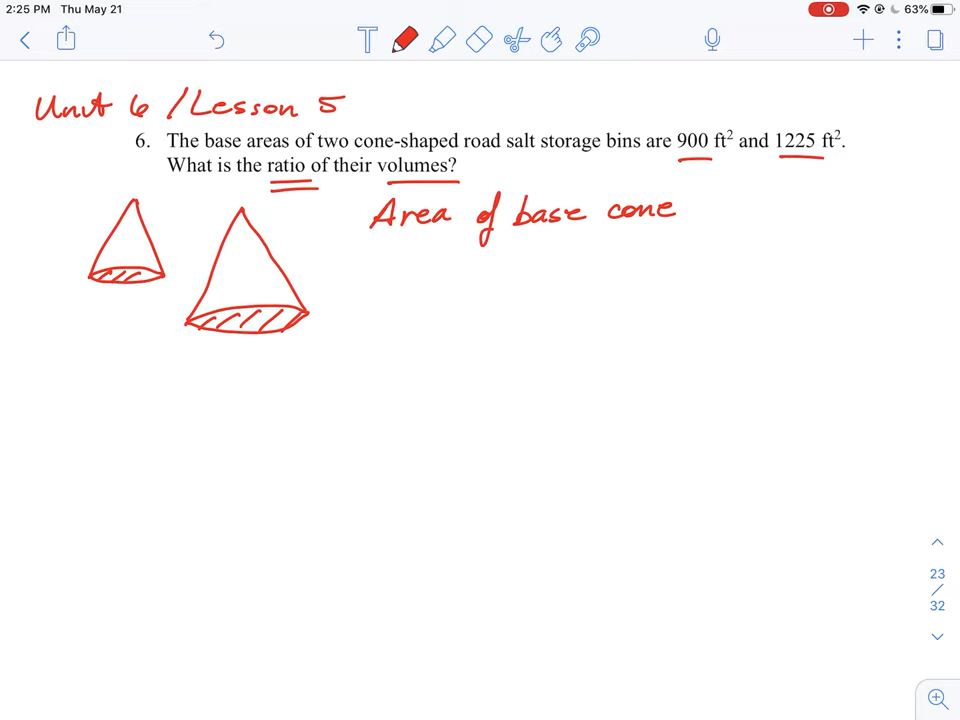 2:25 PM Thu May 21 63%
Unit 6 / Lesson 5
6. The base areas of two cone-shaped road salt storage bins are 900 ft² and 1225 ft².
What is the ratio of their volumes?
Area of base cone
23
/
32